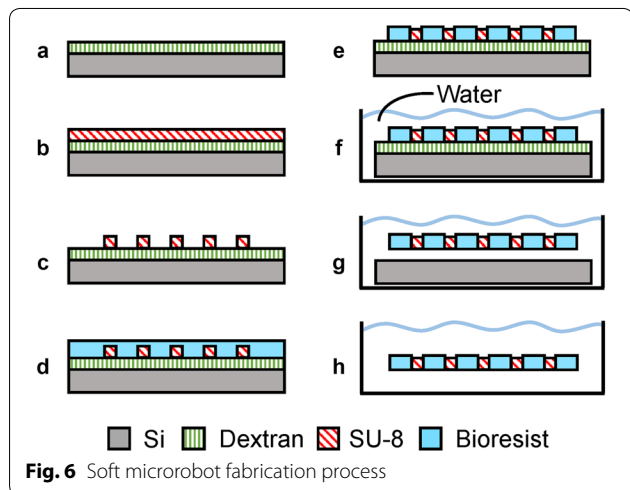 a
b
c
d
e
Water
f
g
h
Si Dextran SU-8 Bioresist
Fig. 6 Soft microrobot fabrication process